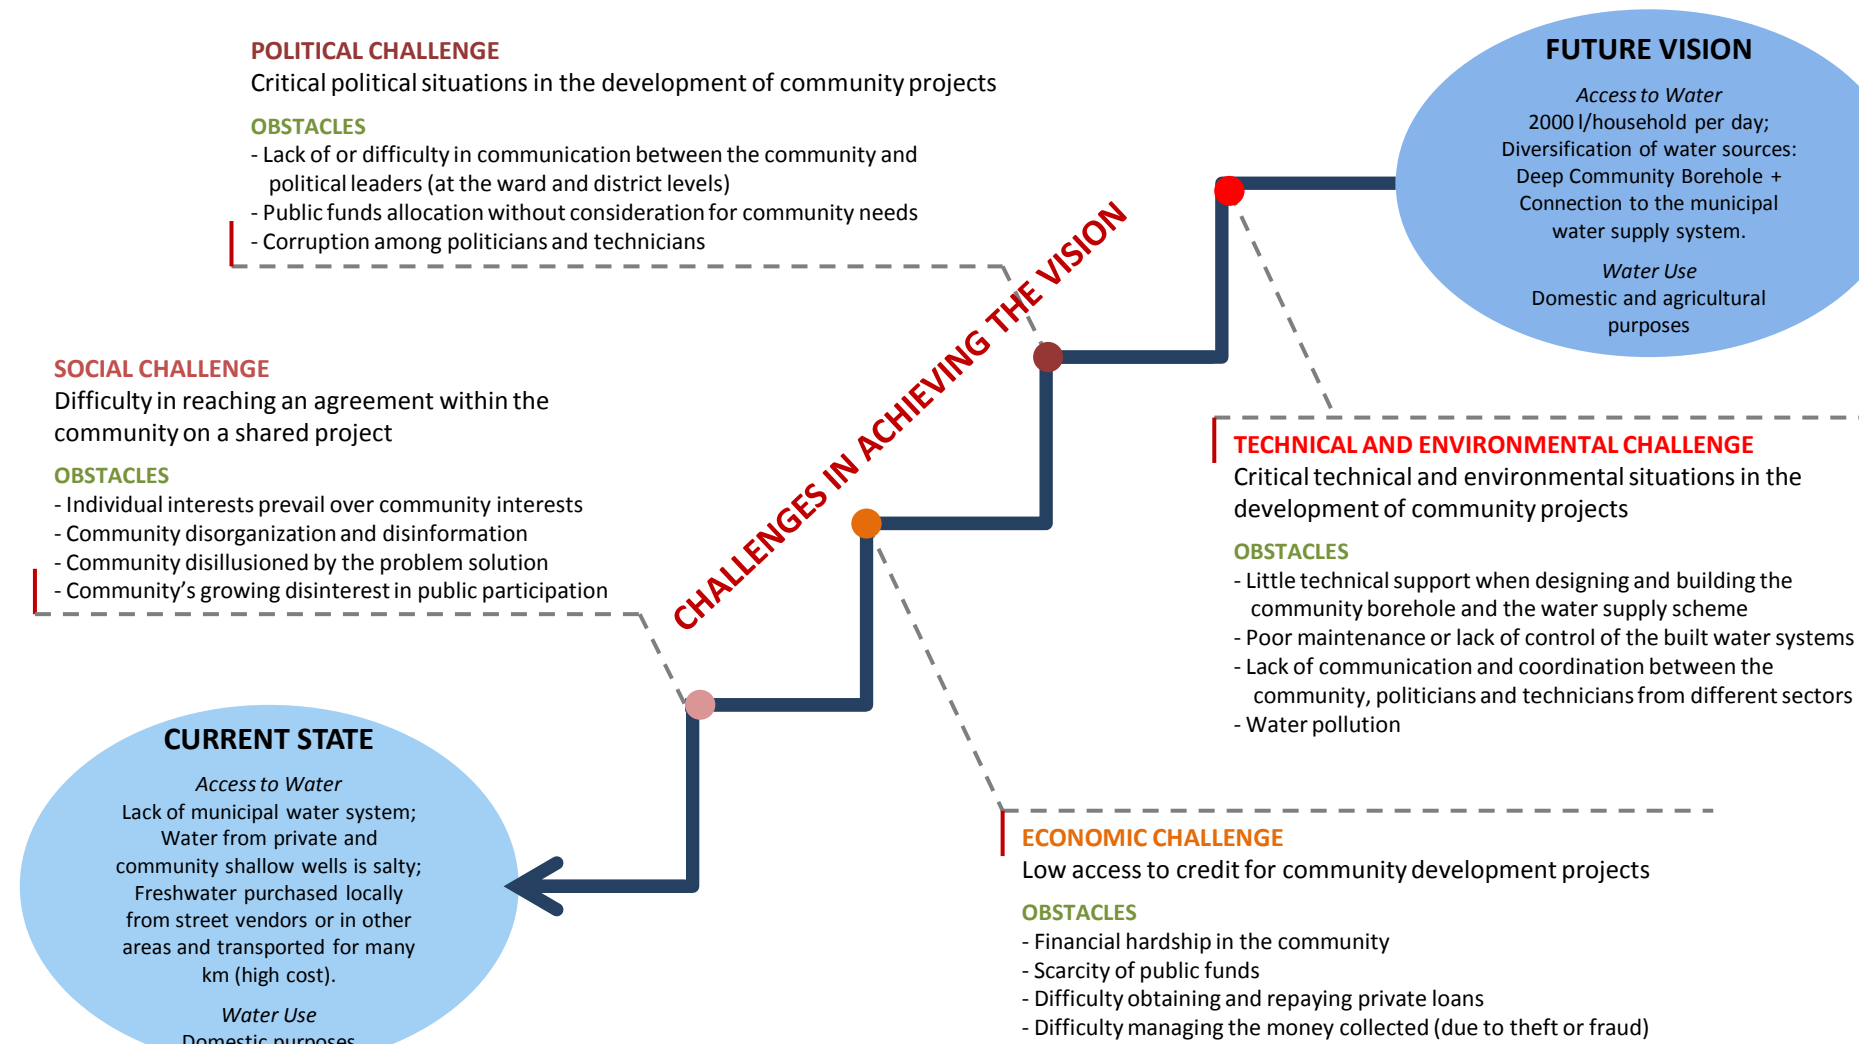 POLITICAL CHALLENGE
Critical political situations in the development of community projects
OBSTACLES
- Lack of or difficulty in communication between the community and
political leaders (at the ward and district levels)
- Public funds allocation without consideration for community needs
- Corruption among politicians and technicians
FUTURE VISION
Access to Water
2000 l/household per day;
Diversification of water sources:
Deep Community Borehole +
Connection to the municipal
water supply system.
Water Use
Domestic and agricultural
purposes
CHALLENGES IN ACHIEVING THE VISION
SOCIAL CHALLENGE
Difficulty in reaching an agreement within the
community on a shared project
OBSTACLES
- Individual interests prevail over community interests
- Community disorganization and disinformation
- Community disillusioned by the problem solution
- Community’s growing disinterest in public participation
TECHNICAL AND ENVIRONMENTAL CHALLENGE
Critical technical and environmental situations in the
development of community projects
OBSTACLES
- Little technical support when designing and building the
community borehole and the water supply scheme
- Poor maintenance or lack of control of the built water systems
- Lack of communication and coordination between the
community, politicians and technicians from different sectors
- Water pollution
CURRENT STATE
Access to Water
Lack of municipal water system;
Water from private and
community shallow wells is salty;
Freshwater purchased locally
from street vendors or in other
areas and transported for many
km (high cost).
Water Use
Domestic purposes
ECONOMIC CHALLENGE
Low access to credit for community development projects
OBSTACLES
- Financial hardship in the community
- Scarcity of public funds
- Difficulty obtaining and repaying private loans
- Difficulty managing the money collected (due to theft or fraud)